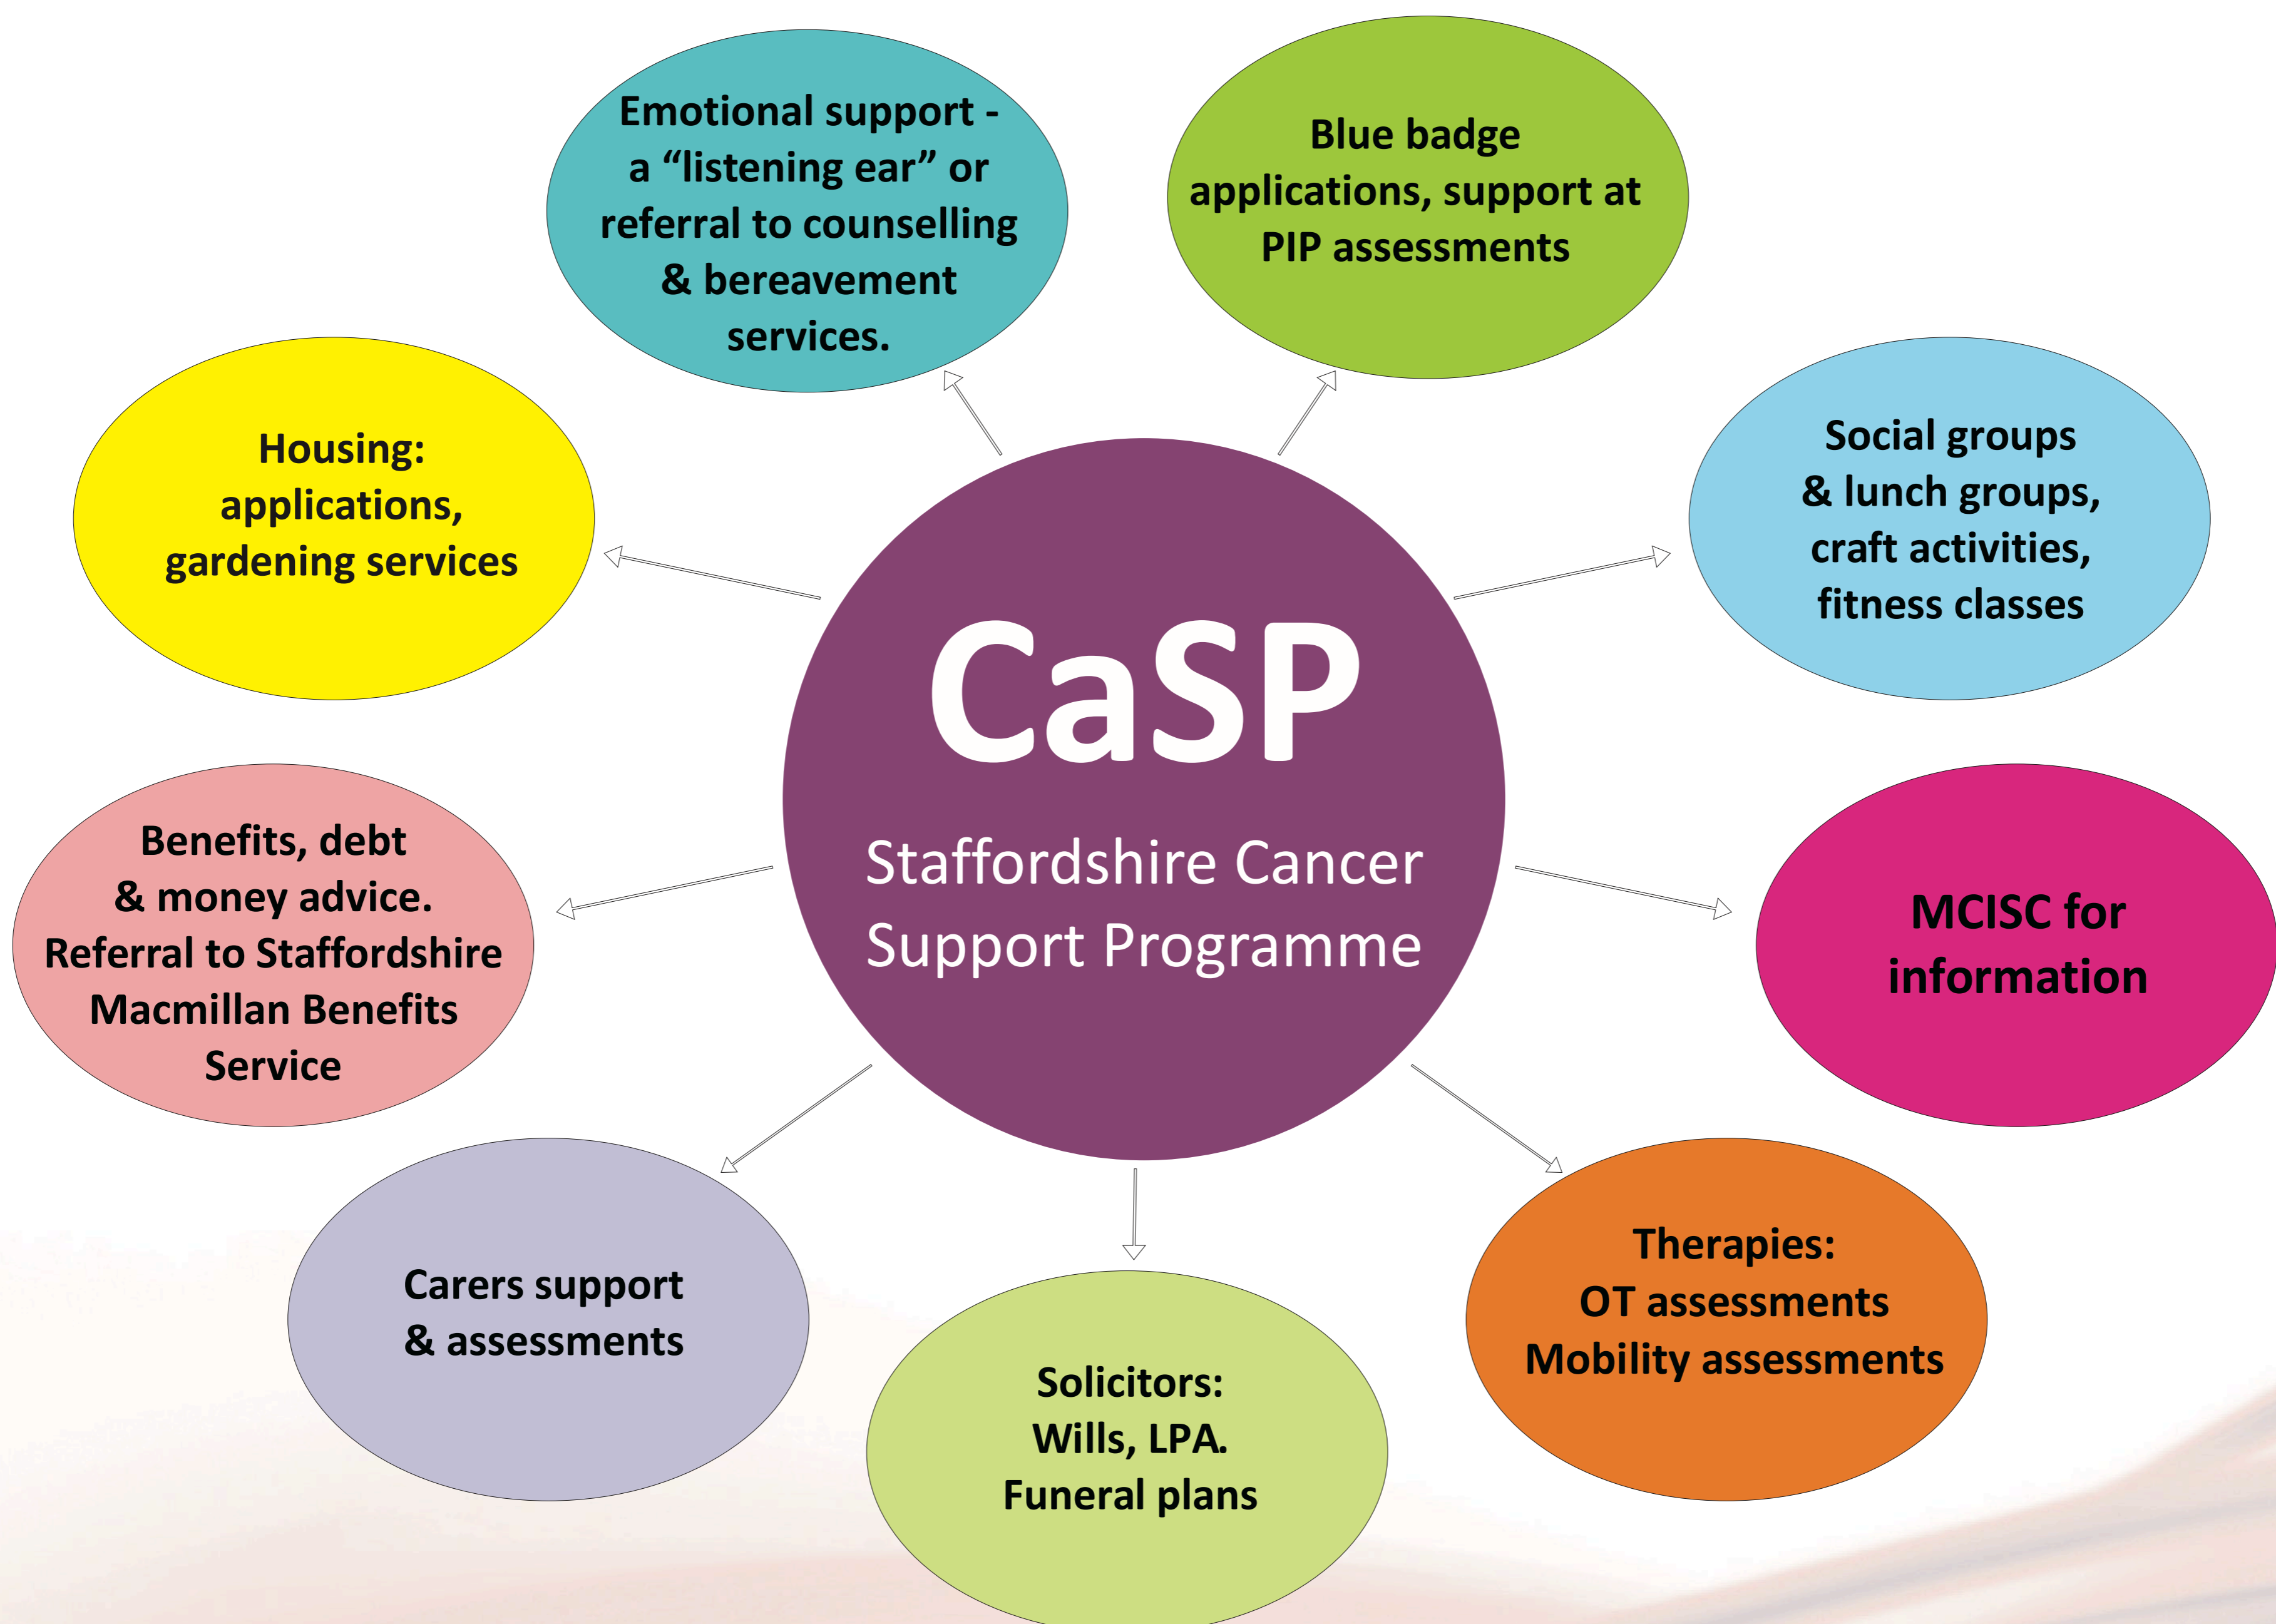 Emotional support -
a “listening ear” or
referral to counselling
& bereavement
services.
Blue badge
applications, support at
PIP assessments
Housing:
applications,
gardening services
Social groups
& lunch groups,
craft activities,
fitness classes
CaSP
Staffordshire Cancer
Support Programme
Benefits, debt
& money advice.
Referral to Staffordshire
Macmillan Benefits
Service
MCISC for
information
Carers support
& assessments
Solicitors:
Wills, LPA.
Funeral plans
Therapies:
OT assessments
Mobility assessments